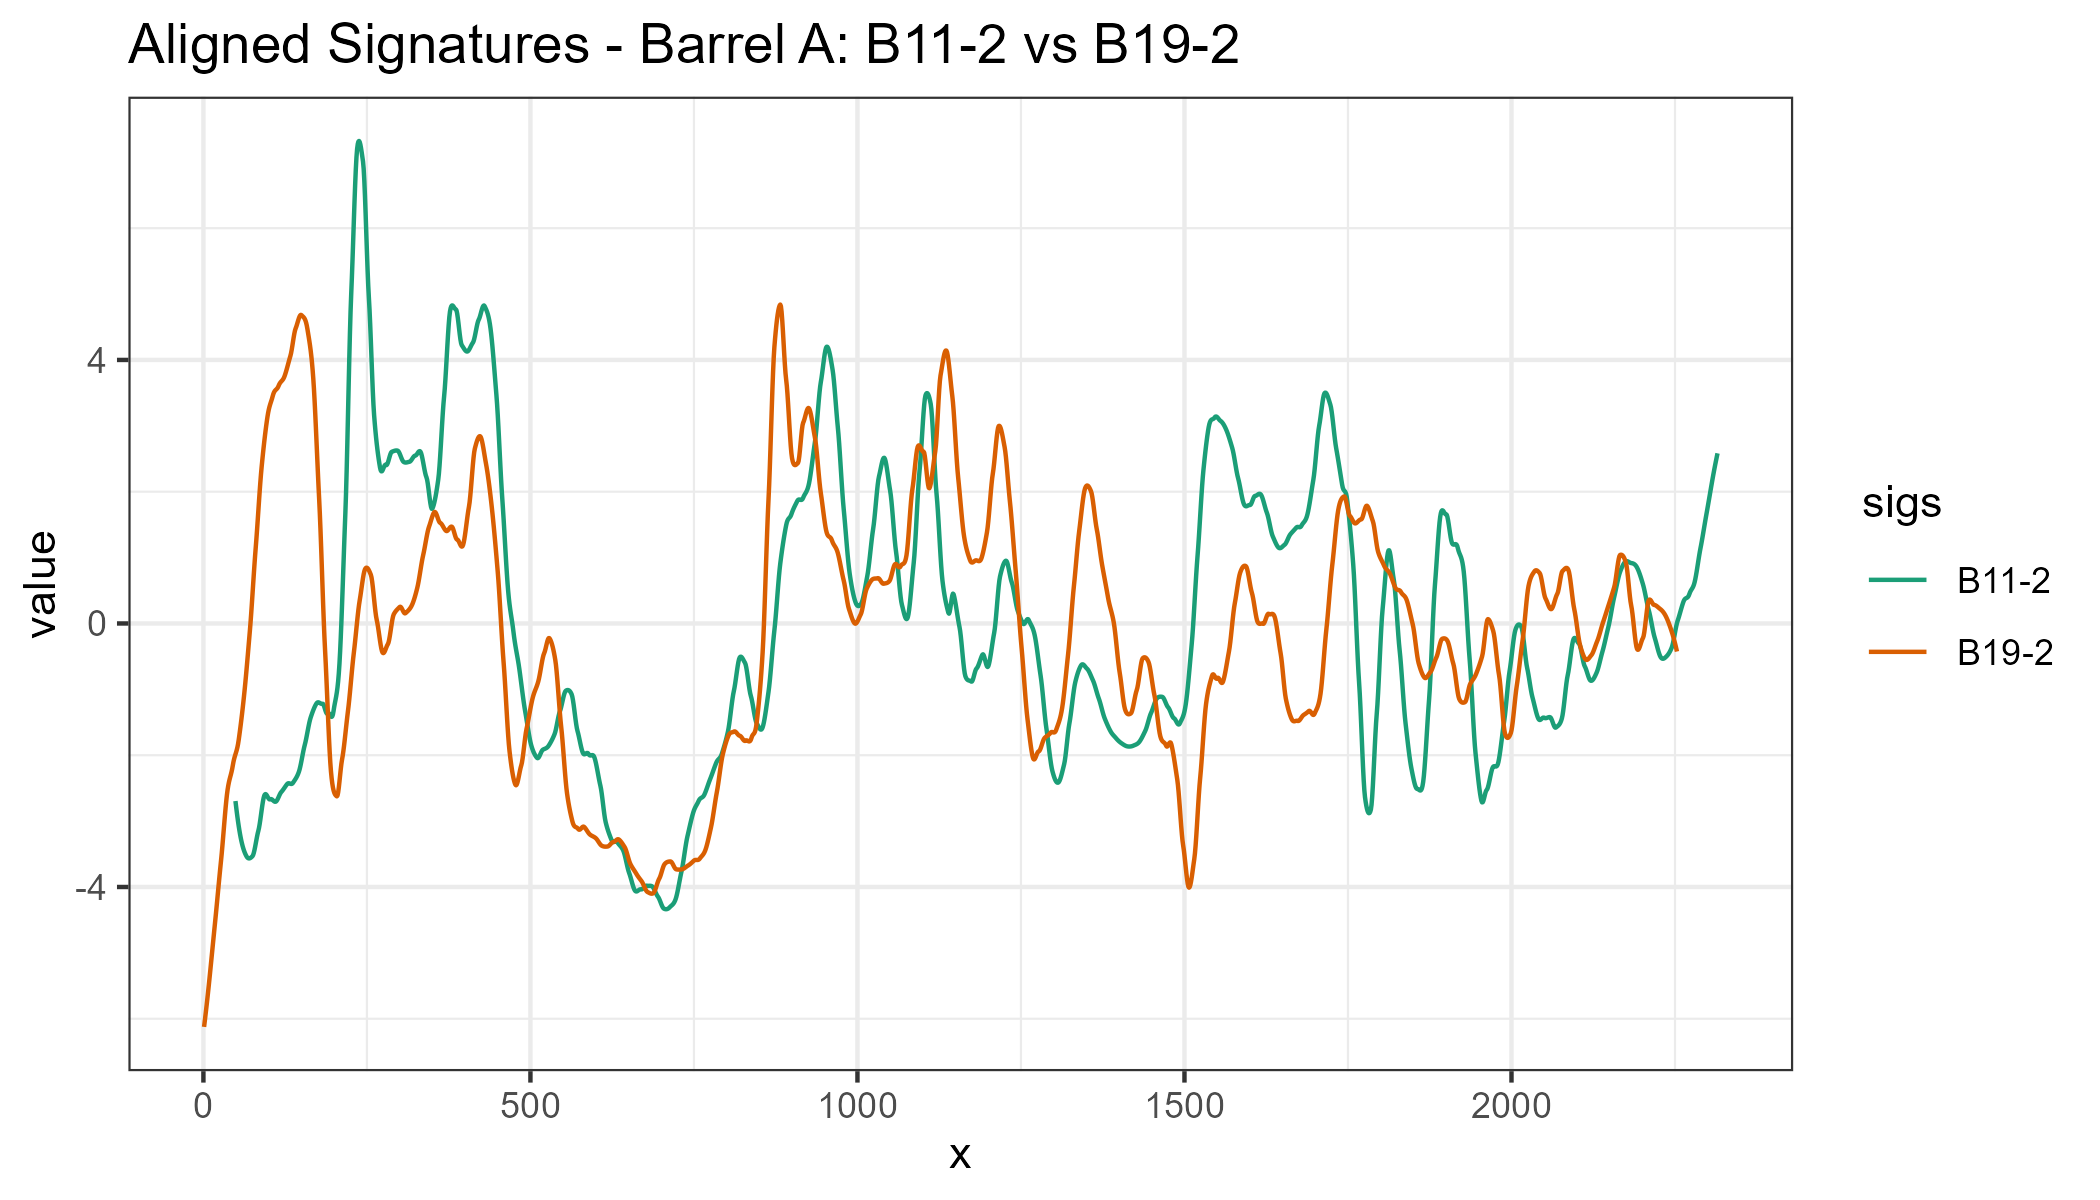 Aligned Signatures - Barrel A: B11-2 vs B19-2
value
4
0
-4
0 500 1000 1500 2000
x
sigs
B11-2
B19-2